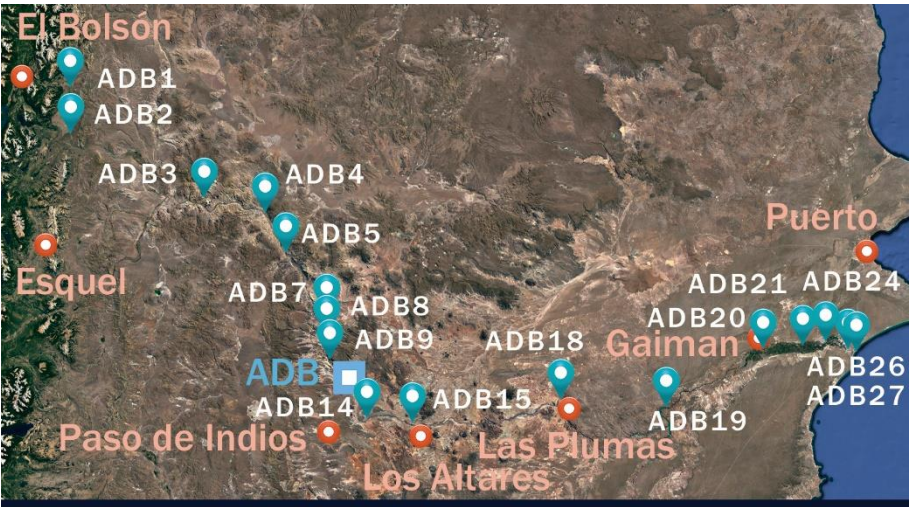 El Bolsón
ADB1
ADB2
ADB3
ADB4
ADB5
Puerto
Esquel
ADB7
ADB8
ADB21
ADB24
ADB20
ADB9
ADB18
Gaiman
ADB
ADB26
ADB27
ADB14
ADB15
ADB19
Paso de Indios
Las Plumas
Los Altares